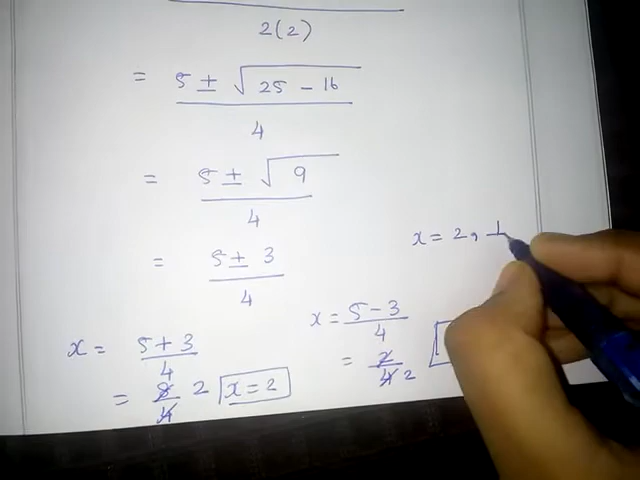 2(2)
= 5 ± √25 - 16
4
= 5 ± √9
4
= 5 ± 3
4
x = 2, 1
x = 5 + 3
4
= 8 2
4
x = 2
x = 5 - 3
4
= 2
4 2